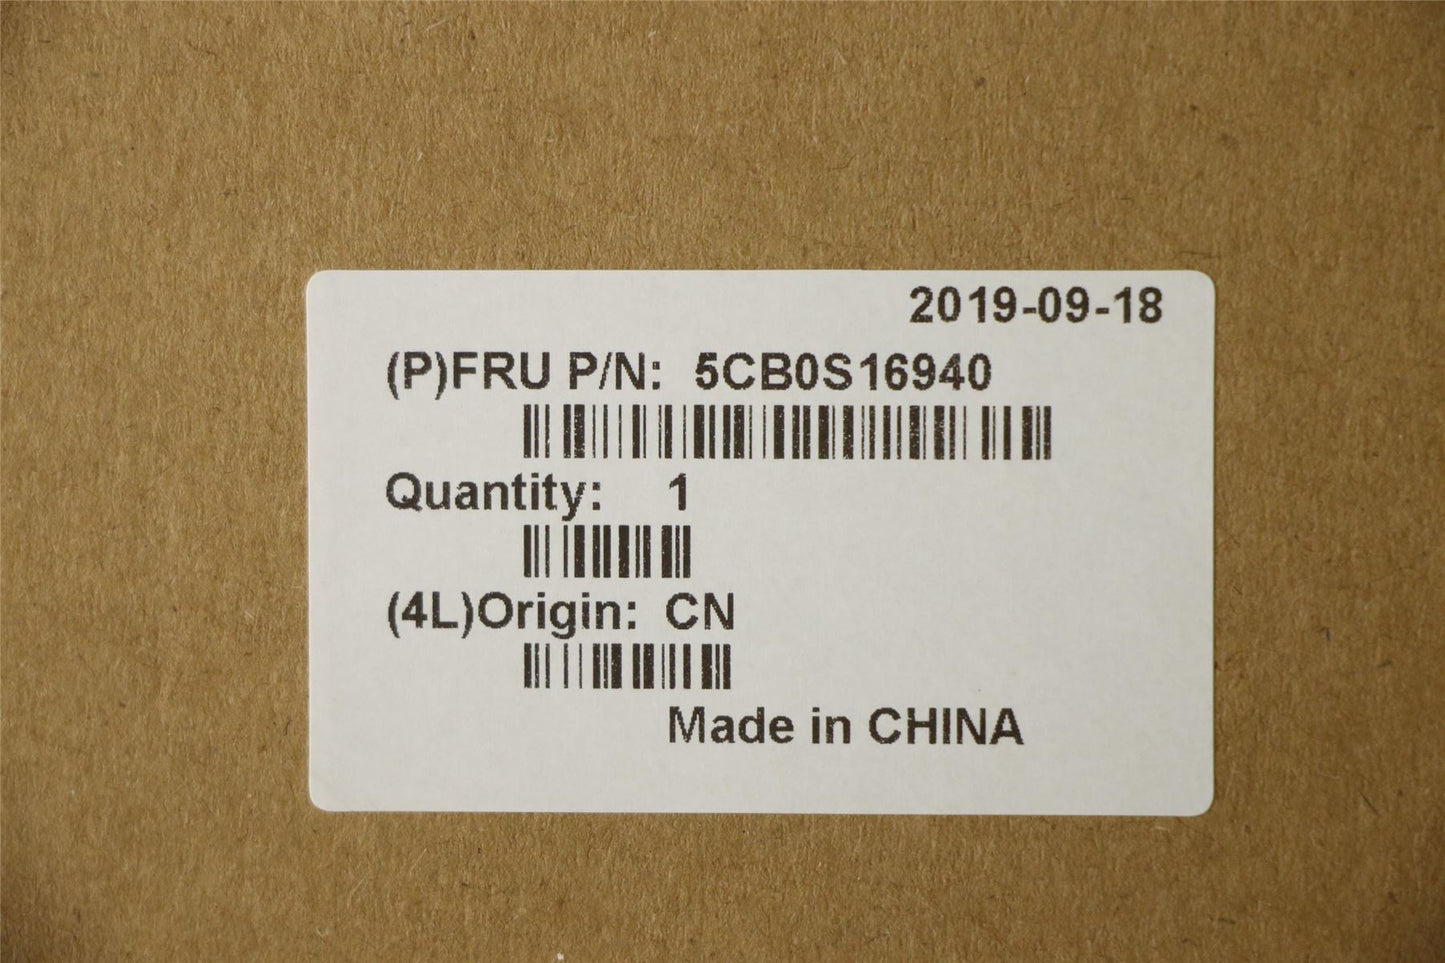 2019-09-18
(P)FRU P/N: 5CB0S16940
Quantity: 1
(4L)Origin: CN
Made in CHINA